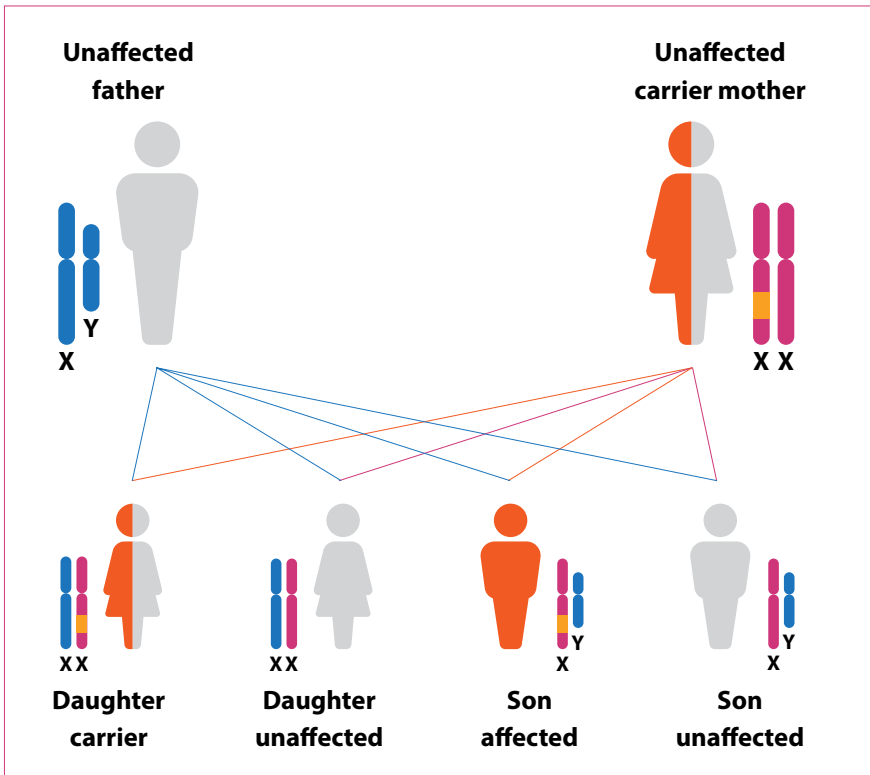 Unaffected
father
Unaffected
carrier mother
X
Y
X X
X X
X X
X
Y
X
Y
Daughter
carrier
Daughter
unaffected
Son
affected
Son
unaffected